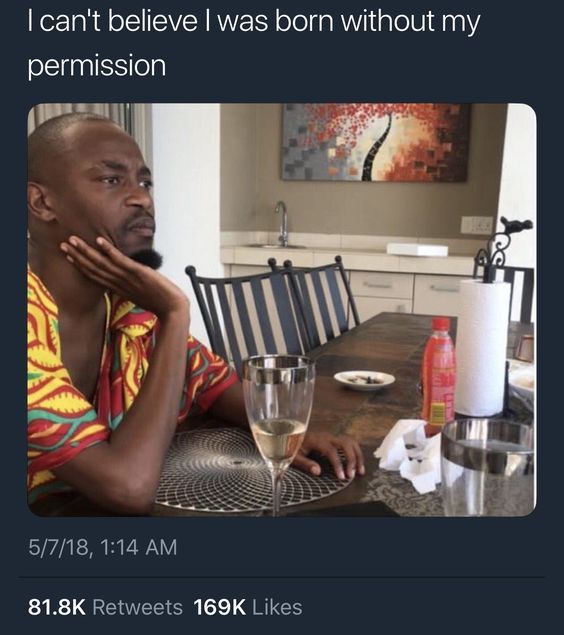 I can't believe I was born without my
permission
5/7/18, 1:14 AM
81.8K Retweets 169K Likes